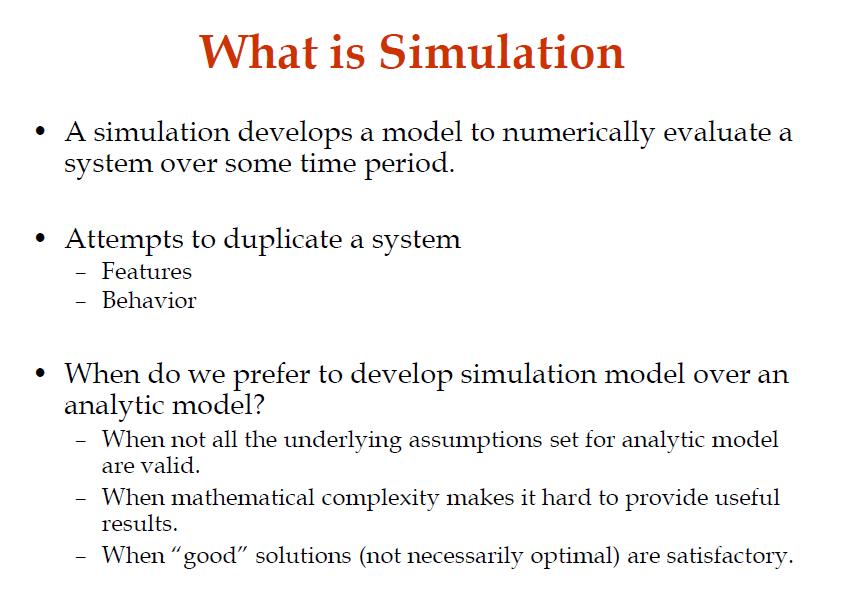 What is Simulation
• A simulation develops a model to numerically evaluate a
system over some time period.
• Attempts to duplicate a system
– Features
– Behavior
• When do we prefer to develop simulation model over an
analytic model?
– When not all the underlying assumptions set for analytic model
are valid.
– When mathematical complexity makes it hard to provide useful
results.
– When “good” solutions (not necessarily optimal) are satisfactory.